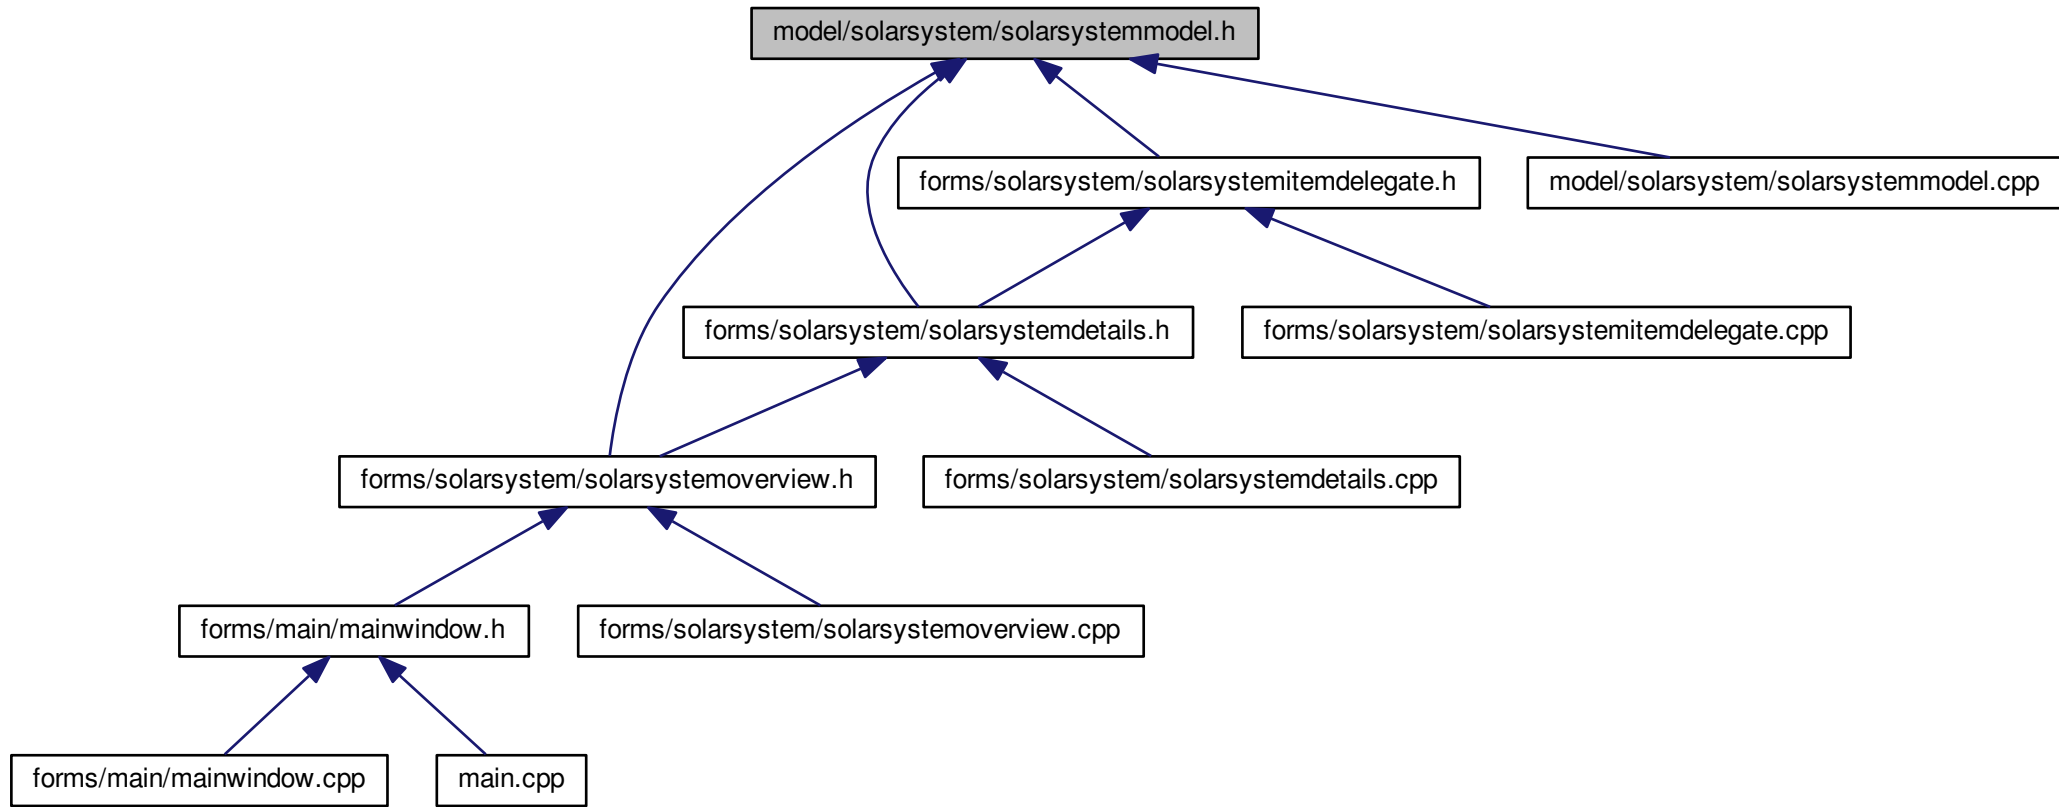 model/solarsystem/solarsystemmodel.h
forms/solarsystem/solarsystemitemdelegate.h
model/solarsystem/solarsystemmodel.cpp
forms/solarsystem/solarsystemdetails.h
forms/solarsystem/solarsystemitemdelegate.cpp
forms/solarsystem/solarsystemoverview.h
forms/solarsystem/solarsystemdetails.cpp
forms/main/mainwindow.h
forms/solarsystem/solarsystemoverview.cpp
forms/main/mainwindow.cpp
main.cpp